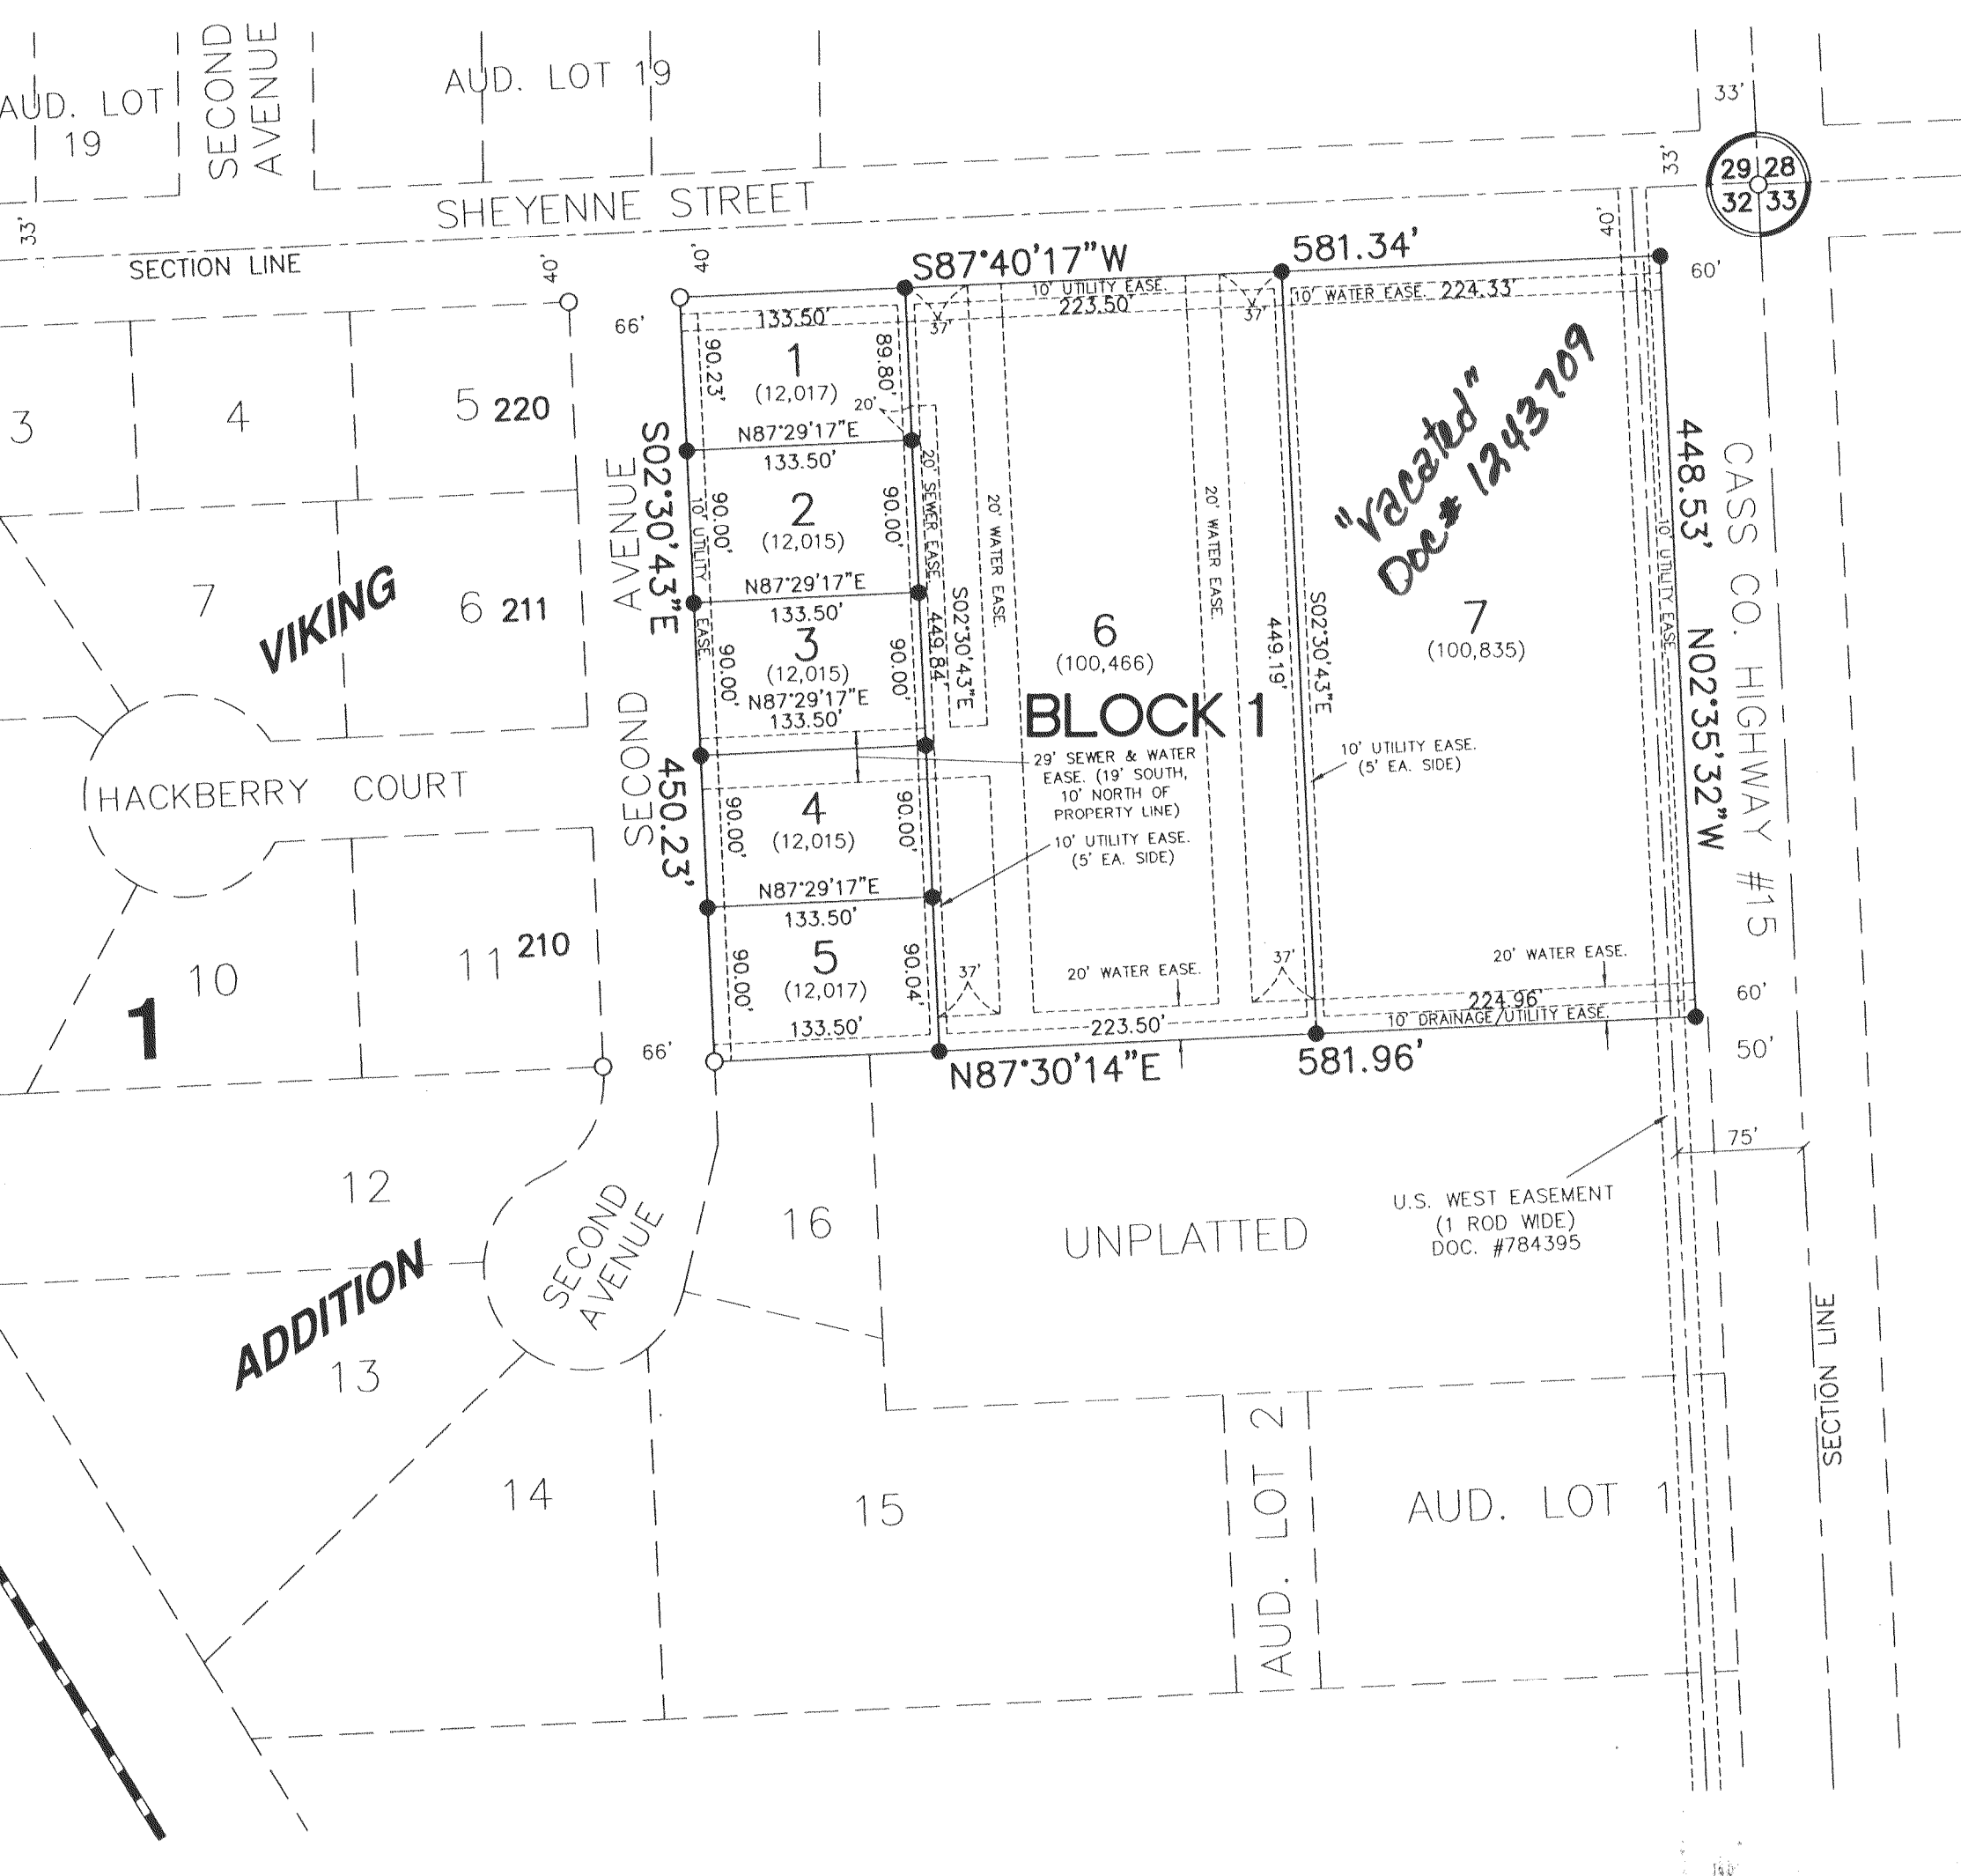 SECOND
AVENUE
AUD. LOT
19
AUD. LOT 19
33'
33'
29 28
32 33
SHEYENNE STREET
33'
SECTION LINE
40'
40'
40'
S87°40'17"W
581.34'
60'
66'
10' UTILITY EASE.
223.50'
10' WATER EASE. 224.33'
133.50'
37'
37'
90.23'
1
(12,017)
89.80'
20'
N87°29'17"E
133.50'
3
4
5 220
S02°30'43"E
450.23'
SECOND AVENUE
10' UTILITY EASE.
90.00'
2
(12,015)
90.00'
20' SEWER EASE.
449.84'
S02°30'43"E
20' WATER EASE.
20' WATER EASE.
N87°29'17"E
133.50'
90.00'
3
(12,015)
90.00'
N87°29'17"E
133.50'
6
(100,466)
BLOCK 1
449.19'
S02°30'43"E
"Vacated"
Doc# 1243709
7
(100,835)
10' UTILITY EASE.
448.53'
N02°35'32"W
CASS CO. HIGHWAY #15
7
VIKING
6 211
HACKBERRY COURT
29' SEWER & WATER
EASE. (19' SOUTH,
10' NORTH OF
PROPERTY LINE)
10' UTILITY EASE.
(5' EA. SIDE)
10' UTILITY EASE.
(5' EA. SIDE)
90.00'
4
(12,015)
90.00'
N87°29'17"E
133.50'
90.00'
5
(12,017)
90.04'
133.50'
37'
20' WATER EASE.
37'
20' WATER EASE.
223.50'
224.96'
10' DRAINAGE/UTILITY EASE.
60'
50'
10
11 210
1
66'
N87°30'14"E
581.96'
75'
12
SECOND
AVENUE
16
UNPLATTED
U.S. WEST EASEMENT
(1 ROD WIDE)
DOC. #784395
ADDITION
13
SECTION LINE
14
15
AUD. LOT 2
AUD. LOT 1